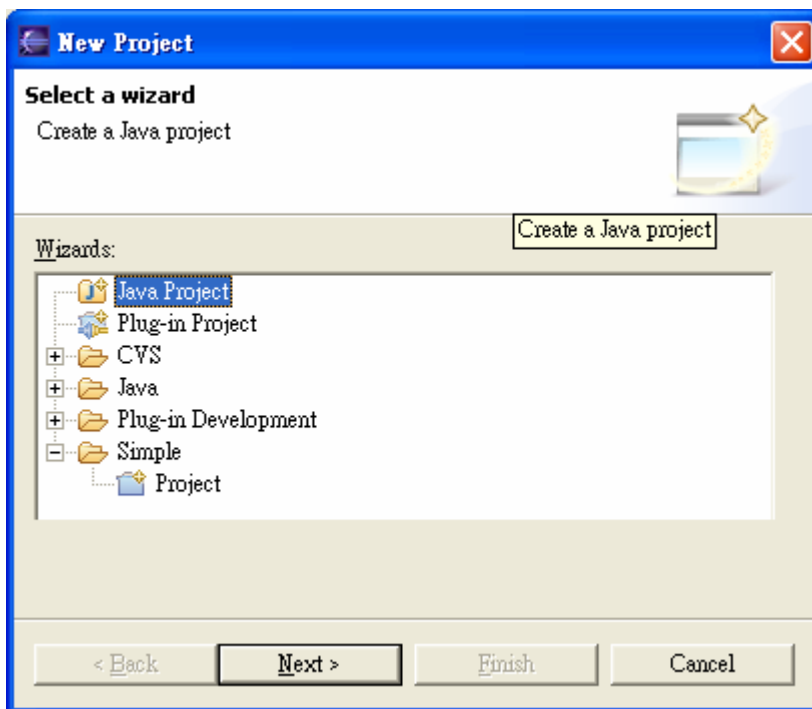 New Project
Select a wizard
Create a Java project
Create a Java project
Wizards:
Java Project
Plug-in Project
CVS
Java
Plug-in Development
Simple
Project
< Back
Next >
Finish
Cancel